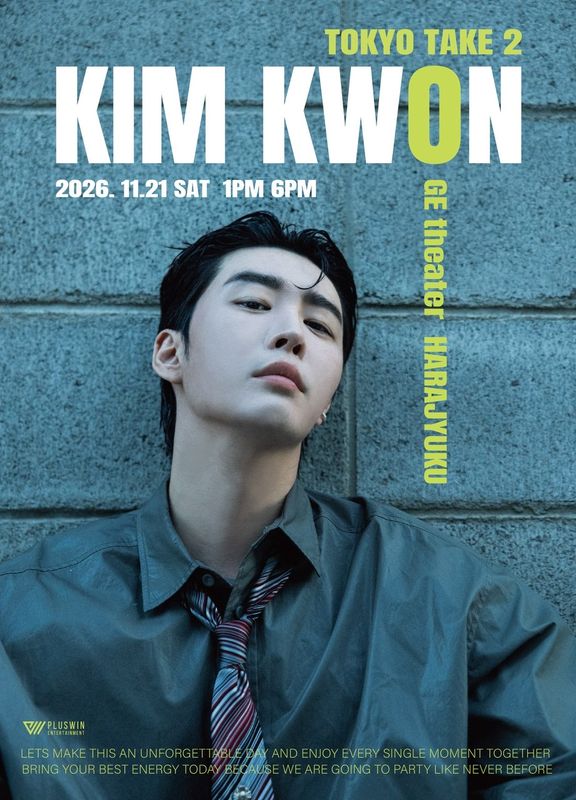 TOKYO TAKE 2
KIM KWON
2026. 11.21 SAT 1PM 6PM
GE theater HARAJYUKU
PLUSWIN
ENTERTAINMENT
LETS MAKE THIS AN UNFORGETTABLE DAY AND ENJOY EVERY SINGLE MOMENT TOGETHER
BRING YOUR BEST ENERGY TODAY BECAUSE WE ARE GOING TO PARTY LIKE NEVER BEFORE